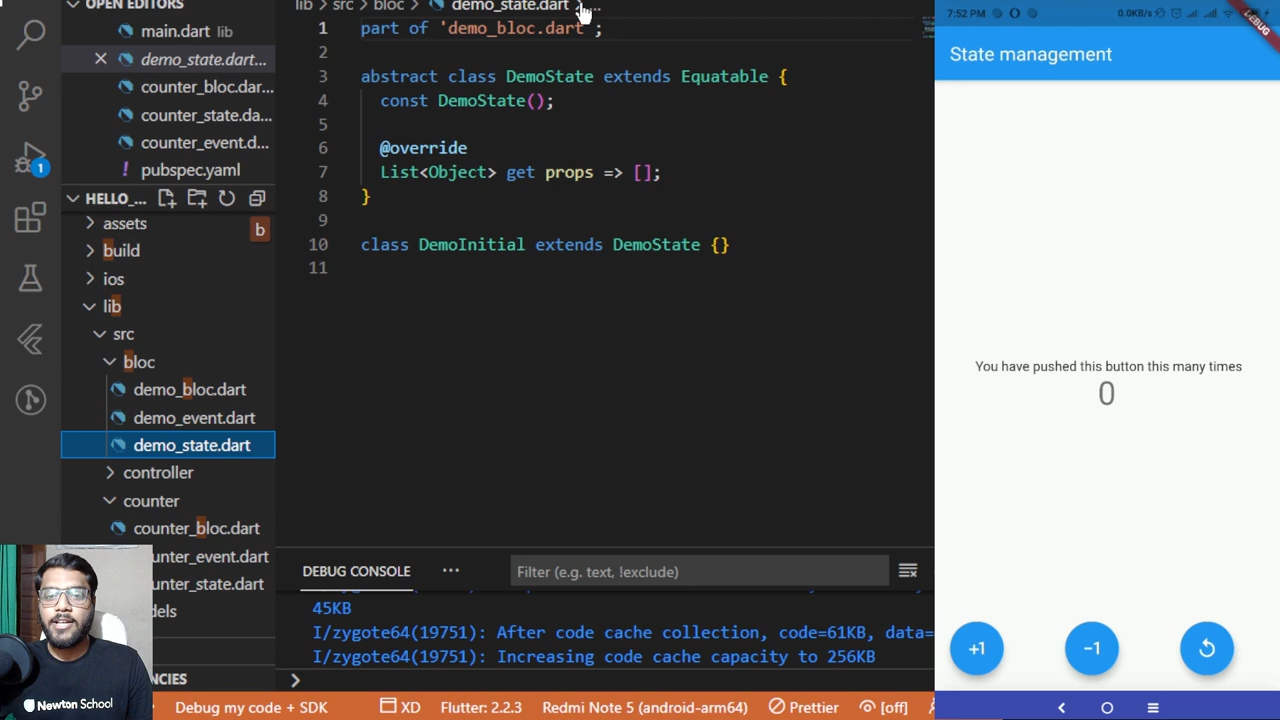 OPEN EDITORS
main.dart lib
demo_state.dart...
counter_bloc.dar...
counter_state.da...
counter_event.d...
pubspec.yaml
HELLO_...
assets
b
build
ios
lib
src
bloc
demo_bloc.dart
demo_event.dart
demo_state.dart
controller
counter
counter_bloc.dart
unter_event.dart
unter_state.dart
dels
NCIES
1
lib > src > bloc > demo_state.dart > ...
1 part of 'demo_bloc.dart';
2
3 abstract class DemoState extends Equatable {
4 const DemoState();
5
6 @override
7 List<Object> get props => [];
8 }
9
10 class DemoInitial extends DemoState {}
11
DEBUG CONSOLE ... Filter (e.g. text, !exclude)
45KB
I/zygote64(19751): After code cache collection, code=61KB, data=
I/zygote64(19751): Increasing code cache capacity to 256KB
>
Debug my code + SDK XD Flutter: 2.2.3 Redmi Note 5 (android-arm64) Prettier [off]
Newton School
7:52 PM 0.0KB/s
DEBUG
State management
You have pushed this button this many times
0
+1 −1